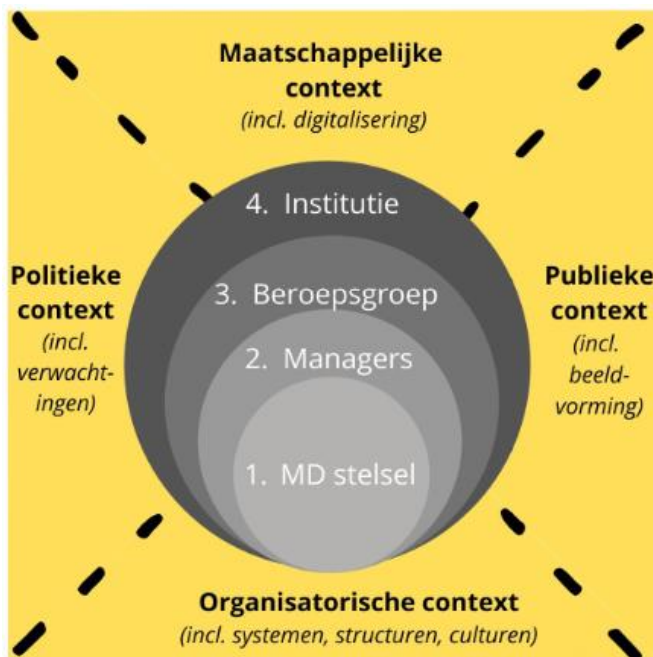 Maatschappelijke
context
(incl. digitalisering)
4. Institutie
Politieke
context
(incl.
verwacht-
ingen)
3. Beroepsgroep
Publieke
context
(incl.
beeld-
vorming)
2. Managers
1. MD stelsel
Organisatorische context
(incl. systemen, structuren, culturen)